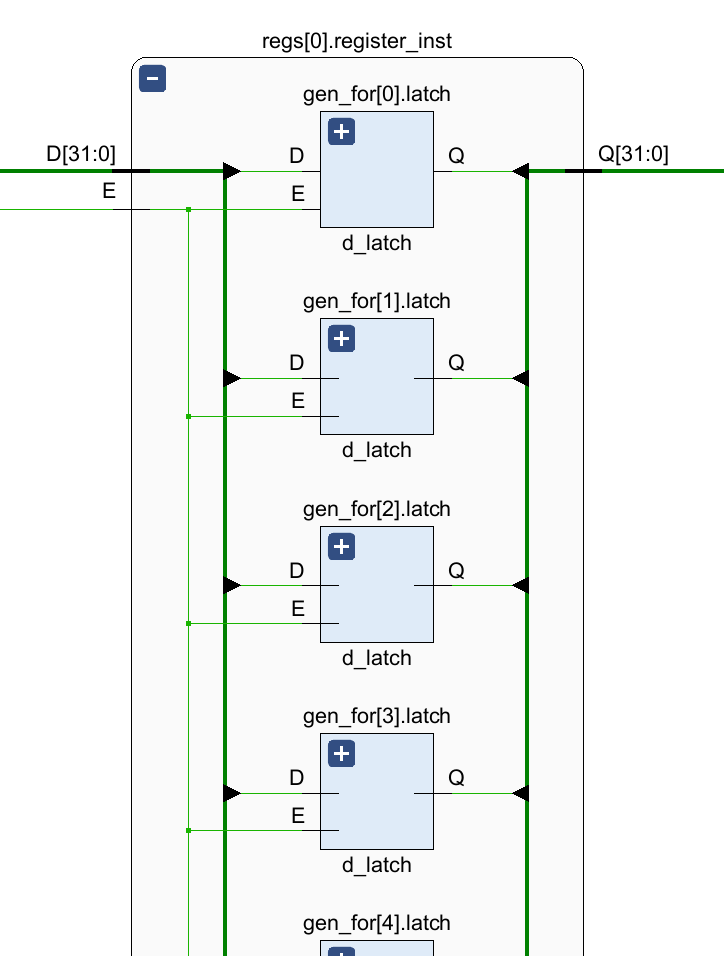 regs[0].register_inst
gen_for[0].latch
D[31:0]
D
Q
Q[31:0]
E
E
d_latch
gen_for[1].latch
D
Q
E
d_latch
gen_for[2].latch
D
Q
E
d_latch
gen_for[3].latch
D
Q
E
d_latch
gen_for[4].latch